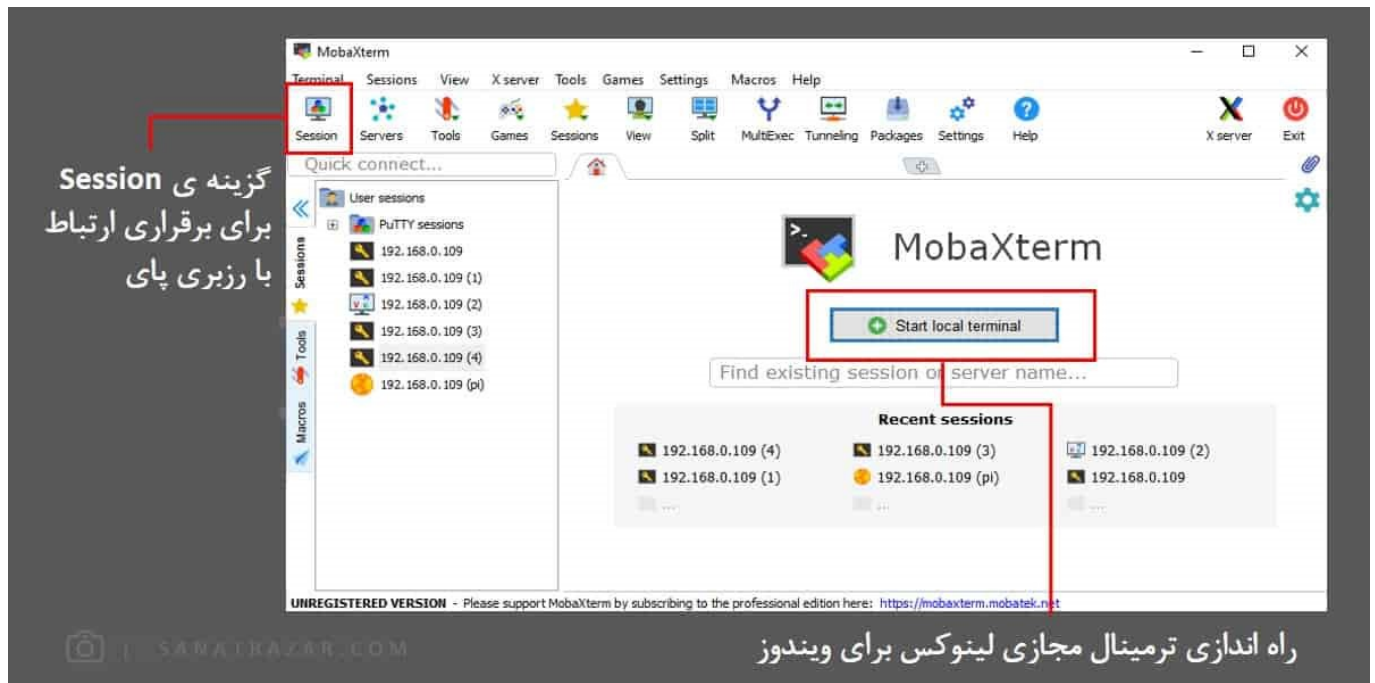 MobaXterm
Terminal Sessions View X server Tools Games Settings Macros Help
Session Servers Tools Games Sessions View Split MultiExec Tunneling Packages Settings Help X server Exit
Quick connect...
گزینه ی Session
برای برقراری ارتباط
با رزبری پای
Sessions
Tools
Macros
User sessions
PuTTY sessions
192.168.0.109
192.168.0.109 (1)
192.168.0.109 (2)
192.168.0.109 (3)
192.168.0.109 (4)
192.168.0.109 (pi)
MobaXterm
Start local terminal
Find existing session or server name...
Recent sessions
192.168.0.109 (4) 192.168.0.109 (3) 192.168.0.109 (2)
192.168.0.109 (1) 192.168.0.109 (pi) 192.168.0.109
... ... ...
UNREGISTERED VERSION - Please support MobaXterm by subscribing to the professional edition here: https://mobaxterm.mobatek.net
راه اندازی ترمینال مجازی لینوکس برای ویندوز
SANATBAZAR.COM